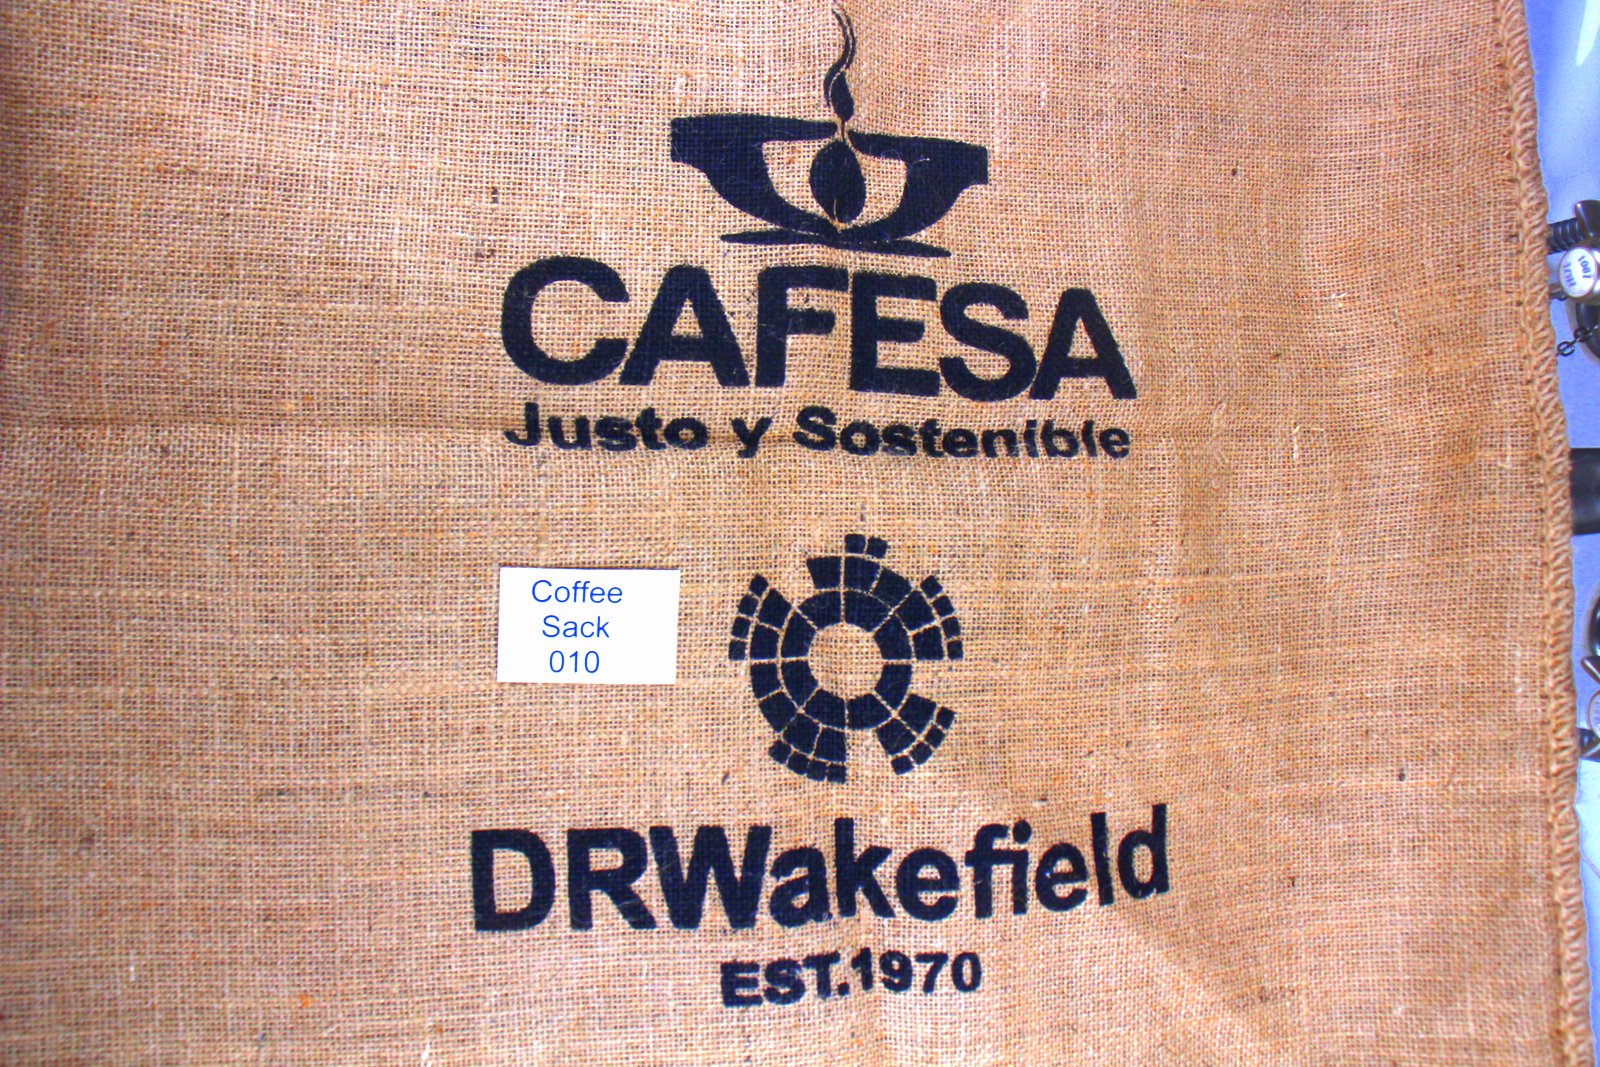 CAFESA
Justo y Sostenible
Coffee
Sack
010
DRWakefield
EST.1970